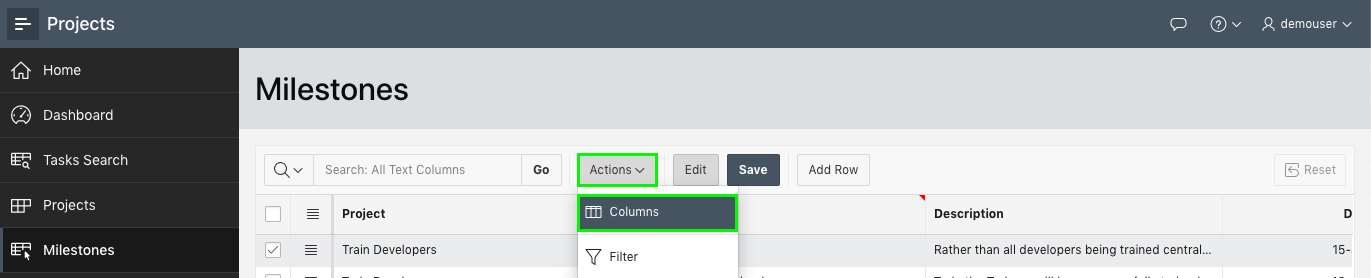 Projects
demouser
Home
Dashboard
Tasks Search
Projects
Milestones
Milestones
Search: All Text Columns
Go
Actions
Edit
Save
Add Row
Reset
Columns
Filter
Project
Description
D
Train Developers
Rather than all developers being trained central...
15-